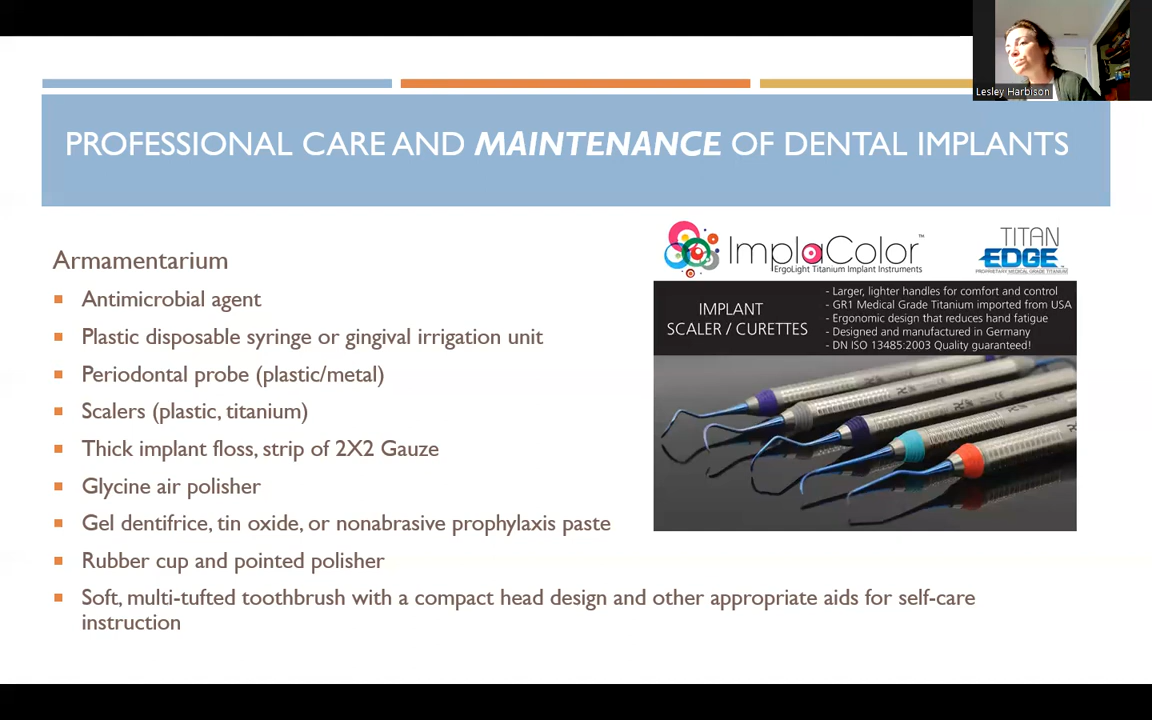 Lesley Harbison
PROFESSIONAL CARE AND MAINTENANCE OF DENTAL IMPLANTS
Armamentarium
Antimicrobial agent
Plastic disposable syringe or gingival irrigation unit
Periodontal probe (plastic/metal)
Scalers (plastic, titanium)
Thick implant floss, strip of 2X2 Gauze
Glycine air polisher
Gel dentifrice, tin oxide, or nonabrasive prophylaxis paste
Rubber cup and pointed polisher
Soft, multi-tufted toothbrush with a compact head design and other appropriate aids for self-care
instruction
ImplaColor™
ErgoLight Titanium Implant Instruments
TITAN
EDGE™
PROPRIETARY MEDICAL GRADE TITANIUM
IMPLANT
SCALER / CURETTES
- Larger, lighter handles for comfort and control
- GR1 Medical Grade Titanium imported from USA
- Ergonomic design that reduces hand fatigue
- Designed and manufactured in Germany
- DN ISO 13485:2003 Quality guaranteed!